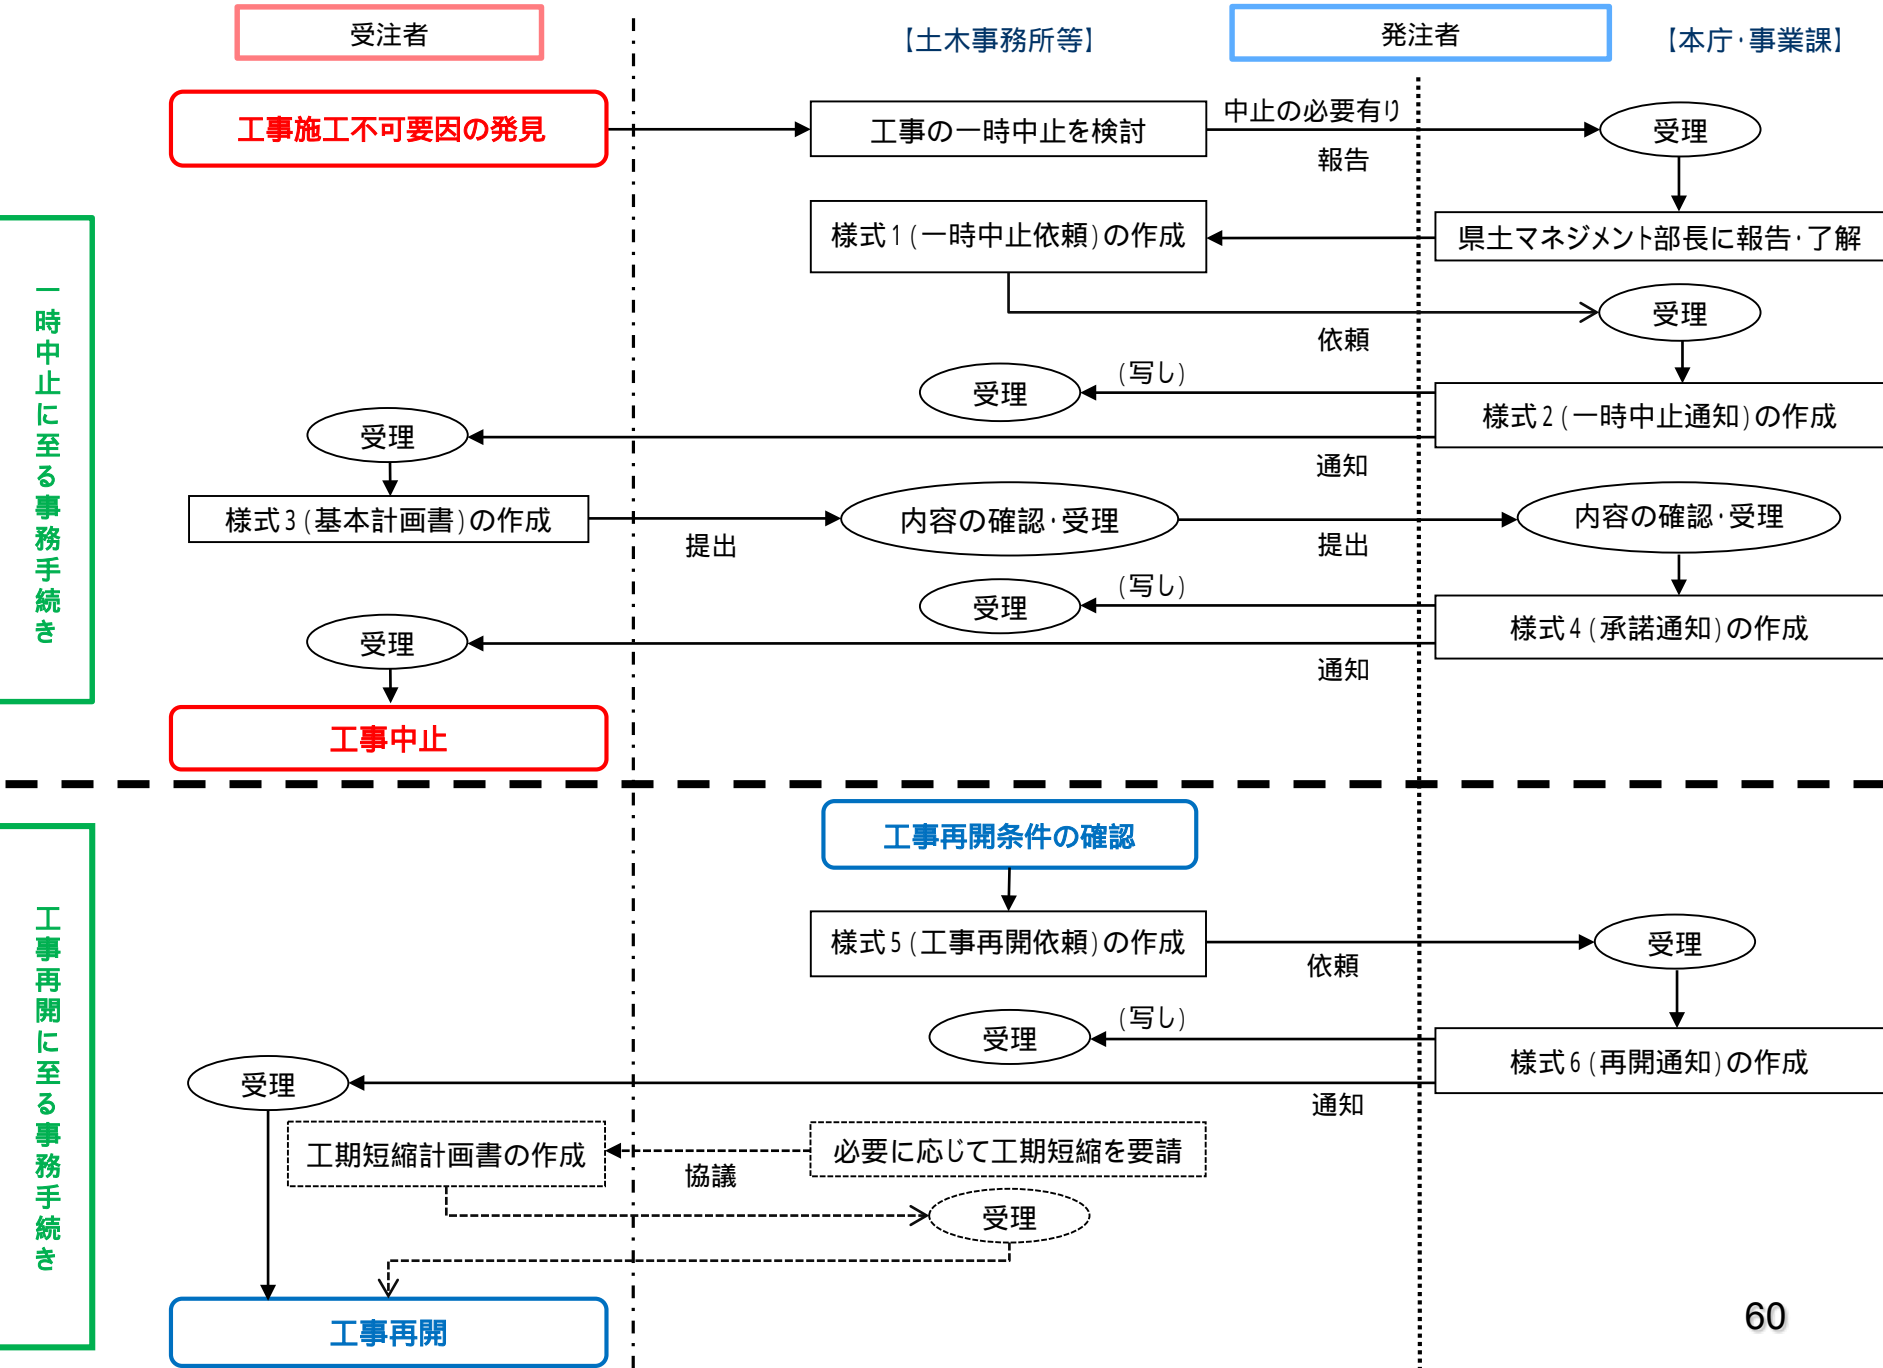 受注者
【土木事務所等】
発注者
【本庁・事業課】
工事施工不可要因の発見
工事の一時中止を検討
中止の必要有り
報告
受理
様式1(一時中止依頼)の作成
県土マネジメント部長に報告・了解
一時中止に至る事務手続き
依頼
受理
(写し)
受理
様式2(一時中止通知)の作成
受理
通知
様式3(基本計画書)の作成
提出
内容の確認・受理
提出
内容の確認・受理
(写し)
受理
様式4(承諾通知)の作成
受理
通知
工事中止
工事再開条件の確認
工事再開に至る事務手続き
様式5(工事再開依頼)の作成
依頼
受理
(写し)
受理
様式6(再開通知)の作成
受理
通知
工期短縮計画書の作成
協議
必要に応じて工期短縮を要請
受理
工事再開
60